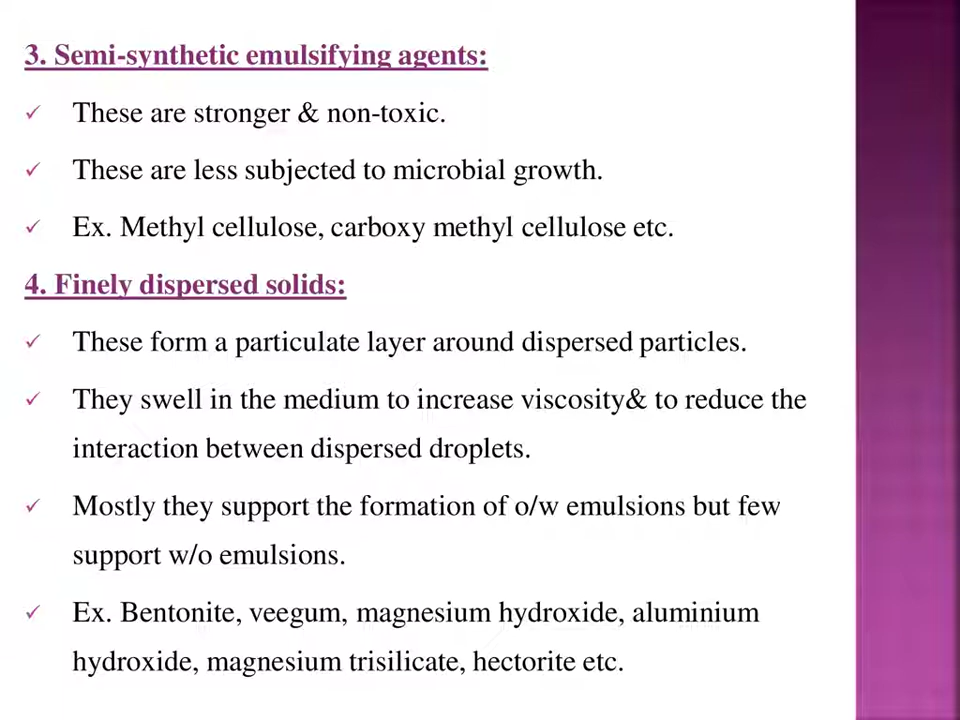 3. Semi-synthetic emulsifying agents:
✓ These are stronger & non-toxic.
✓ These are less subjected to microbial growth.
✓ Ex. Methyl cellulose, carboxy methyl cellulose etc.
4. Finely dispersed solids:
✓ These form a particulate layer around dispersed particles.
✓ They swell in the medium to increase viscosity& to reduce the
interaction between dispersed droplets.
✓ Mostly they support the formation of o/w emulsions but few
support w/o emulsions.
✓ Ex. Bentonite, veegum, magnesium hydroxide, aluminium
hydroxide, magnesium trisilicate, hectorite etc.